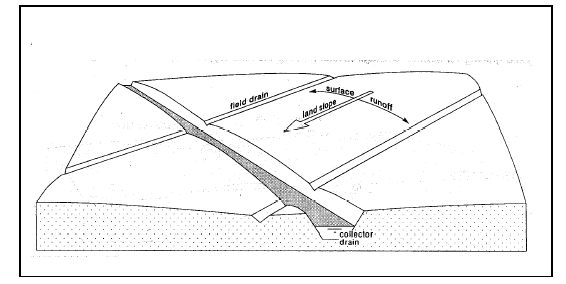 field drain
surface
runoff
land slope
collector
drain